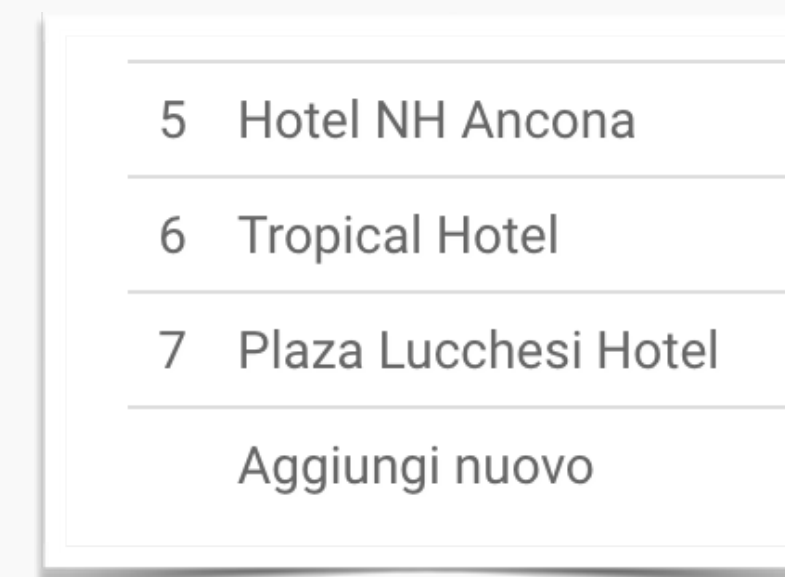 5 Hotel NH Ancona
6 Tropical Hotel
7 Plaza Lucchesi Hotel
Aggiungi nuovo